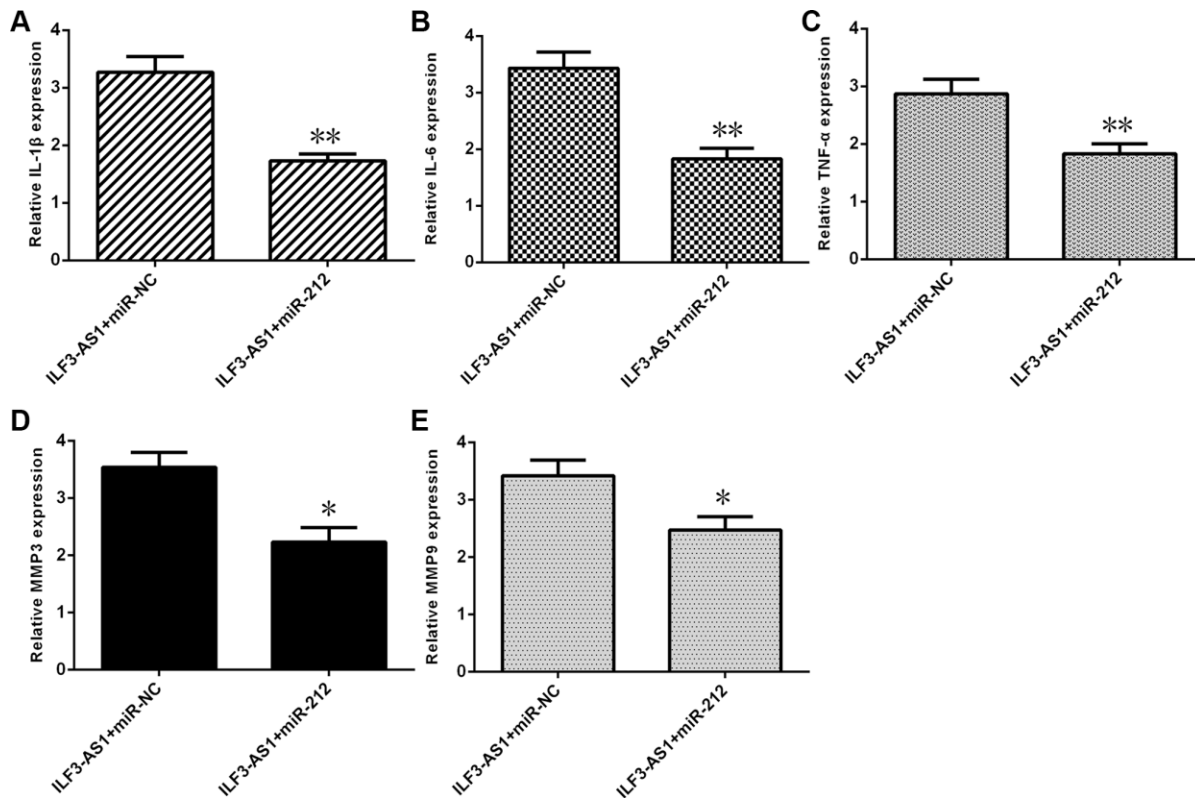 A
Relative IL-1β expression
4
3
2
1
0
**
ILF3-AS1+miR-NC
ILF3-AS1+miR-212
B
Relative IL-6 expression
4
3
2
1
0
**
ILF3-AS1+miR-NC
ILF3-AS1+miR-212
C
Relative TNF-α expression
4
3
2
1
0
**
ILF3-AS1+miR-NC
ILF3-AS1+miR-212
D
Relative MMP3 expression
4
3
2
1
0
*
ILF3-AS1+miR-NC
ILF3-AS1+miR-212
E
Relative MMP9 expression
4
3
2
1
0
*
ILF3-AS1+miR-NC
ILF3-AS1+miR-212